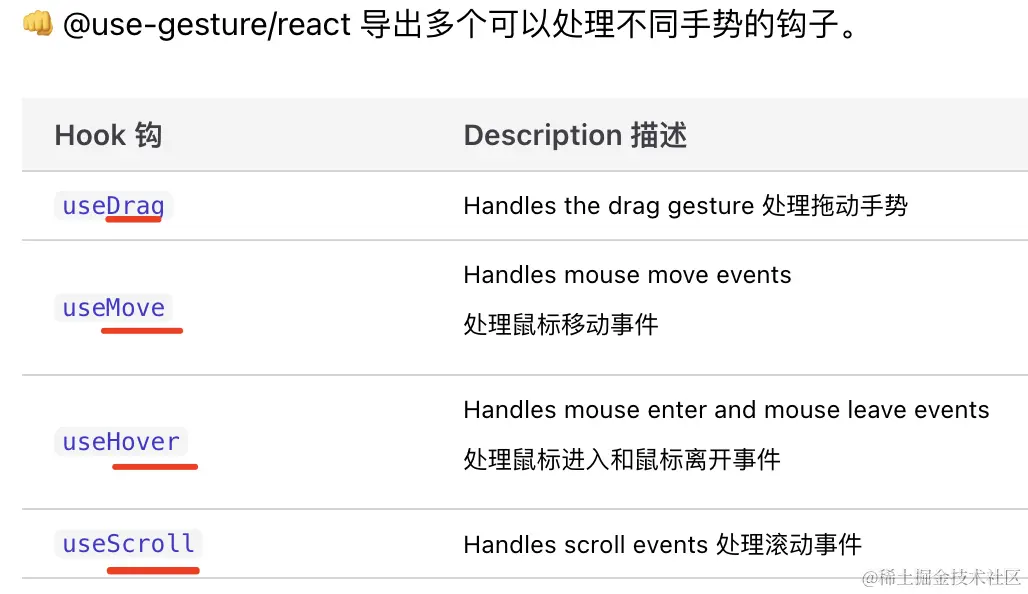 👊 @use-gesture/react 导出多个可以处理不同手势的钩子。
Hook 钩
Description 描述
useDrag
Handles the drag gesture 处理拖动手势
useMove
Handles mouse move events
处理鼠标移动事件
useHover
Handles mouse enter and mouse leave events
处理鼠标进入和鼠标离开事件
useScroll
Handles scroll events 处理滚动事件
@稀土掘金技术社区